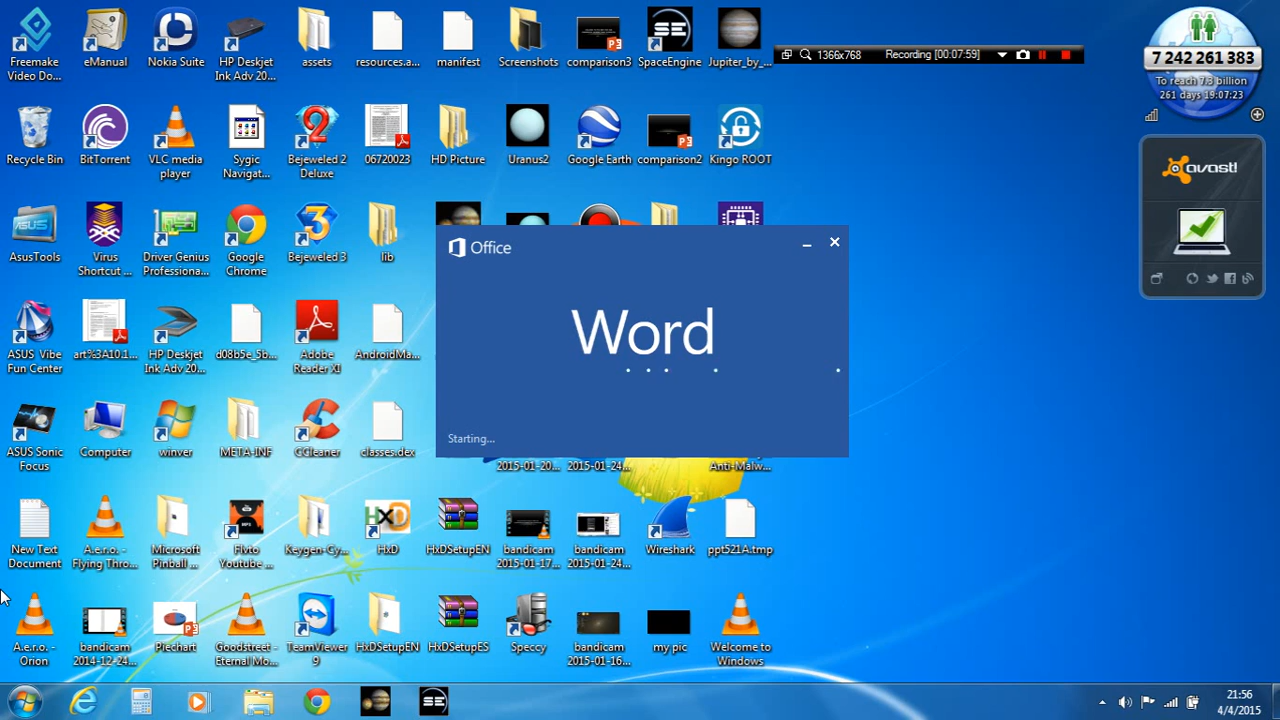 Freemake
Video Do...
eManual
Nokia Suite
HP Deskjet
Ink Adv 20...
assets
resources.a...
manifest
Screenshots
comparison3
SE
SpaceEngine
Jupiter_by_...
1366x768
Recording [00:07:59]
7 242 261 383
To reach 7.3 billion
261 days 19:07:23
Recycle Bin
BitTorrent
VLC media
player
Sygic
Navigat...
Bejeweled 2
Deluxe
06720023
HD Picture
Uranus2
Google Earth
comparison2
Kingo ROOT
avast!
AsusTools
Virus
Shortcut ...
Driver Genius
Professiona...
Google
Chrome
Bejeweled 3
lib
Office
Word
Starting...
ASUS Vibe
Fun Center
art%3A10.1...
HP Deskjet
Ink Adv 20...
d08b5e_5b...
Adobe
Reader XI
AndroidMa...
ASUS Sonic
Focus
Computer
winver
META-INF
CCleaner
classes.dex
2015-01-20...
2015-01-24...
Anti-Malw...
New Text
Document
A.e.r.o. -
Flying Thro...
Microsoft
Pinball ...
Flvto
Youtube ...
Keygen-Cy...
HxD
HxDSetupEN
bandicam
2015-01-17...
bandicam
2015-01-24...
Wireshark
ppt521A.tmp
A.e.r.o. -
Orion
bandicam
2014-12-24...
Piechart
Goodstreet -
Eternal Mo...
TeamViewer
9
HxDSetupEN
HxDSetupES
Speccy
bandicam
2015-01-16...
my pic
Welcome to
Windows
SE
21:56
4/4/2015